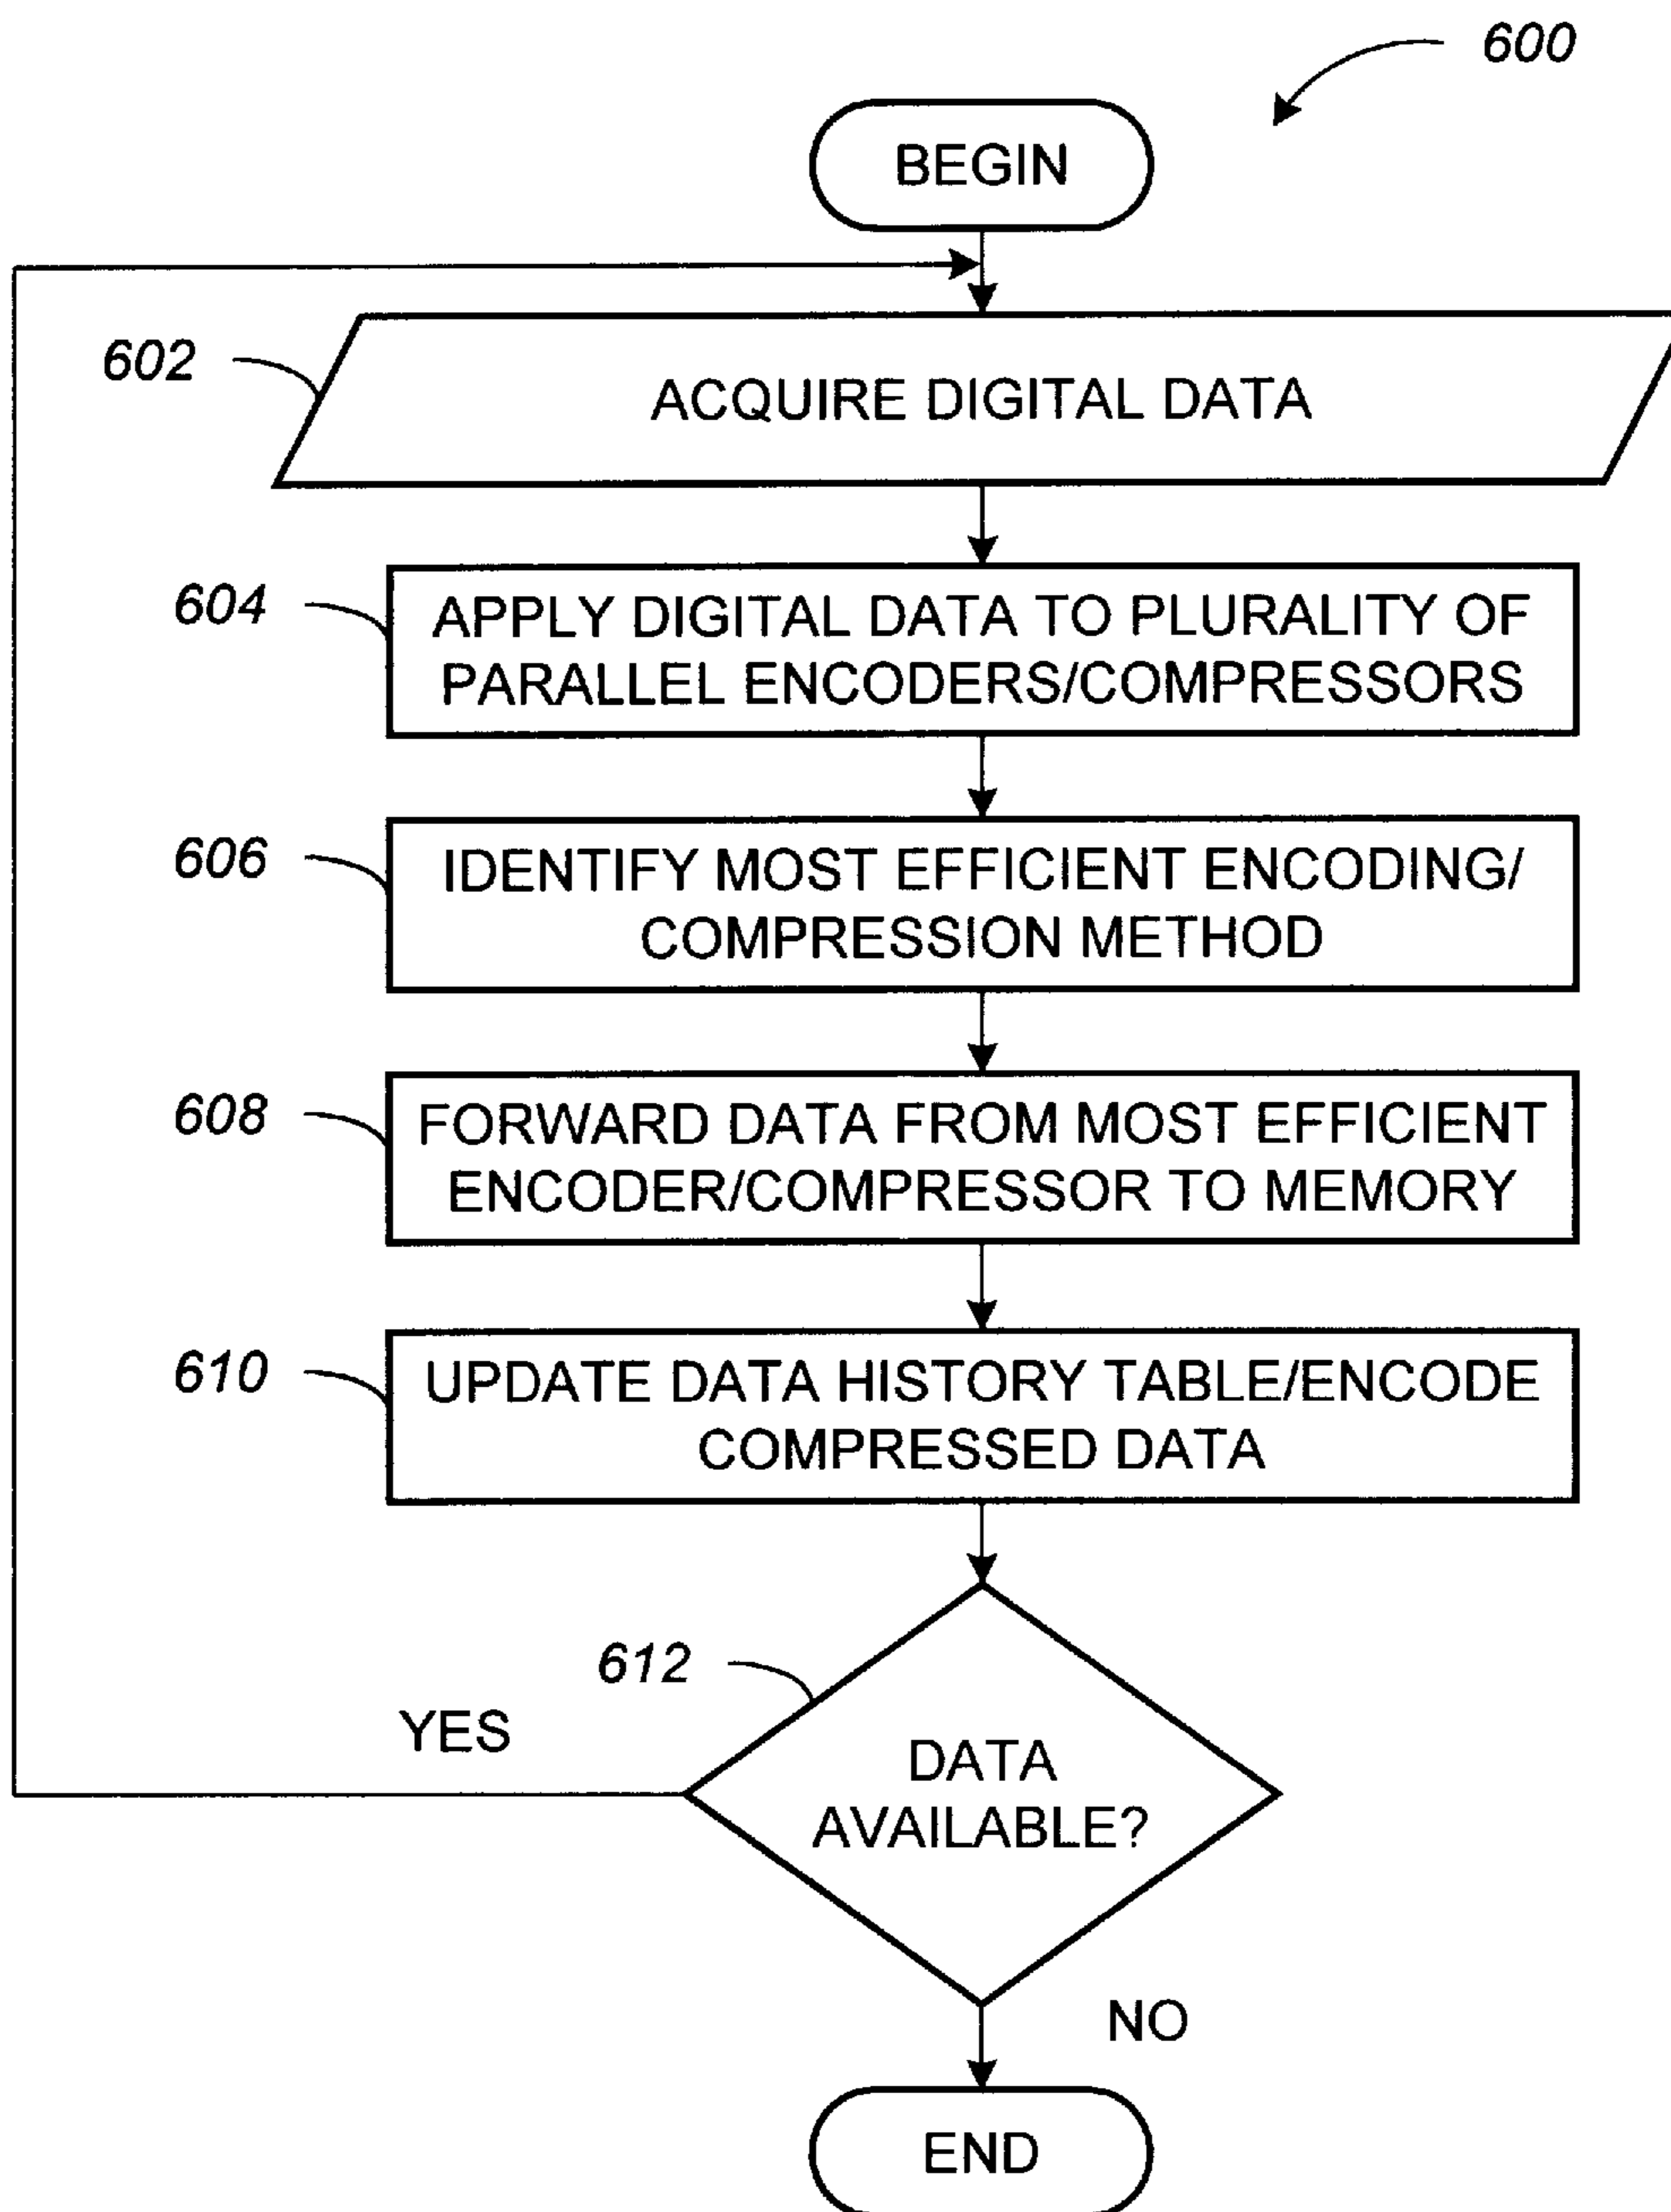 600
BEGIN
602
ACQUIRE DIGITAL DATA
604
APPLY DIGITAL DATA TO PLURALITY OF
PARALLEL ENCODERS/COMPRESSORS
606
IDENTIFY MOST EFFICIENT ENCODING/
COMPRESSION METHOD
608
FORWARD DATA FROM MOST EFFICIENT
ENCODER/COMPRESSOR TO MEMORY
610
UPDATE DATA HISTORY TABLE/ENCODE
COMPRESSED DATA
612
YES
DATA
AVAILABLE?
NO
END